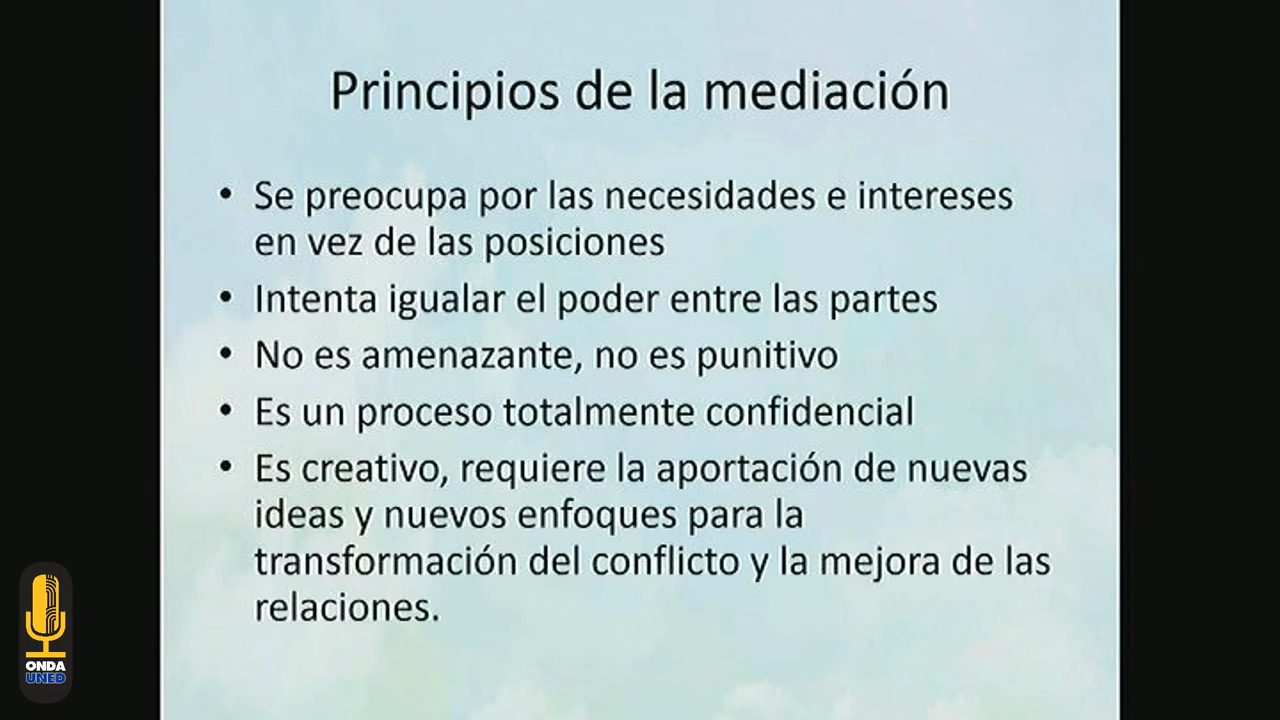 Principios de la mediación
• Se preocupa por las necesidades e intereses
en vez de las posiciones
• Intenta igualar el poder entre las partes
• No es amenazante, no es punitivo
• Es un proceso totalmente confidencial
• Es creativo, requiere la aportación de nuevas
ideas y nuevos enfoques para la
transformación del conflicto y la mejora de las
relaciones.
ONDA
UNED